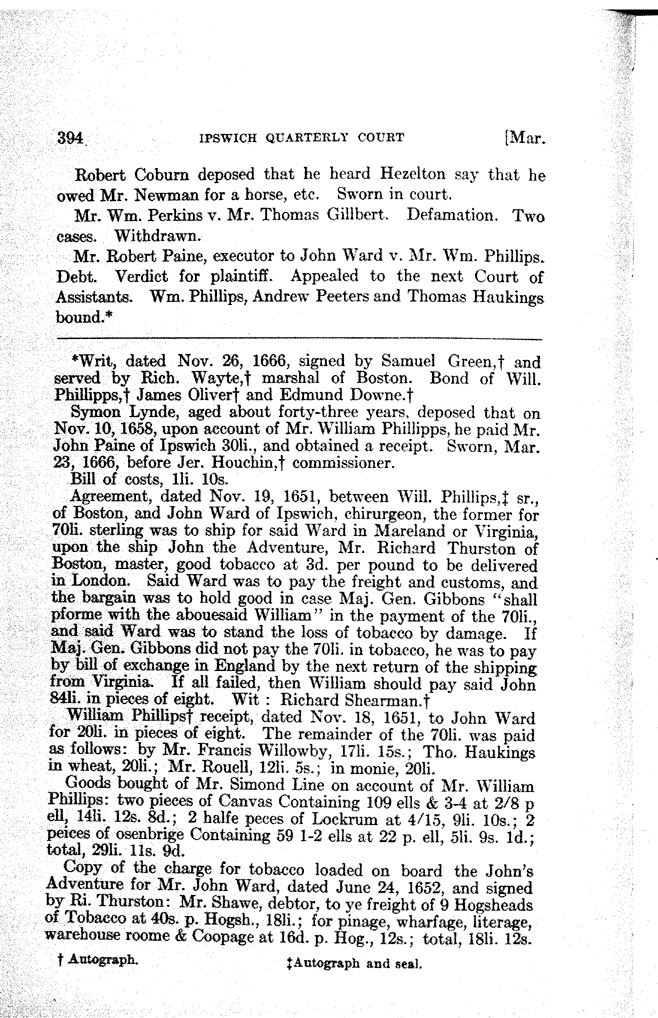 394 IPSWICH QUARTERLY COURT [Mar.
Robert Coburn deposed that he heard Hezelton say that he
owed Mr. Newman for a horse, etc. Sworn in court.
Mr. Wm. Perkins v. Mr. Thomas Gillbert. Defamation. Two
cases. Withdrawn.
Mr. Robert Paine, executor to John Ward v. Mr. Wm. Phillips.
Debt. Verdict for plaintiff. Appealed to the next Court of
Assistants. Wm. Phillips, Andrew Peeters and Thomas Haukings
bound.*
*Writ, dated Nov. 26, 1666, signed by Samuel Green,† and
served by Rich. Wayte,† marshal of Boston. Bond of Will.
Phillipps,† James Oliver† and Edmund Downe.†
Symon Lynde, aged about forty-three years, deposed that on
Nov. 10, 1658, upon account of Mr. William Phillipps, he paid Mr.
John Paine of Ipswich 30li., and obtained a receipt. Sworn, Mar.
23, 1666, before Jer. Houchin,† commissioner.
Bill of costs, 1li. 10s.
Agreement, dated Nov. 19, 1651, between Will. Phillips,‡ sr.,
of Boston, and John Ward of Ipswich, chirurgeon, the former for
70li. sterling was to ship for said Ward in Mareland or Virginia,
upon the ship John the Adventure, Mr. Richard Thurston of
Boston, master, good tobacco at 3d. per pound to be delivered
in London. Said Ward was to pay the freight and customs, and
the bargain was to hold good in case Maj. Gen. Gibbons "shall
pforme with the abouesaid William" in the payment of the 70li.,
and said Ward was to stand the loss of tobacco by damage. If
Maj. Gen. Gibbons did not pay the 70li. in tobacco, he was to pay
by bill of exchange in England by the next return of the shipping
from Virginia. If all failed, then William should pay said John
84li. in pieces of eight. Wit : Richard Shearman.†
William Phillips† receipt, dated Nov. 18, 1651, to John Ward
for 20li. in pieces of eight. The remainder of the 70li. was paid
as follows: by Mr. Francis Willowby, 17li. 15s.; Tho. Haukings
in wheat, 20li.; Mr. Rouell, 12li. 5s.; in monie, 20li.
Goods bought of Mr. Simond Line on account of Mr. William
Phillips: two pieces of Canvas Containing 109 ells & 3-4 at 2/8 p
ell, 14li. 12s. 8d.; 2 halfe peces of Lockrum at 4/15, 9li. 10s.; 2
peices of osenbrige Containing 59 1-2 ells at 22 p. ell, 5li. 9s. 1d.;
total, 29li. 11s. 9d.
Copy of the charge for tobacco loaded on board the John's
Adventure for Mr. John Ward, dated June 24, 1652, and signed
by Ri. Thurston: Mr. Shawe, debtor, to ye freight of 9 Hogsheads
of Tobacco at 40s. p. Hogsh., 18li.; for pinage, wharfage, literage,
warehouse roome & Coopage at 16d. p. Hog., 12s.; total, 18li. 12s.
† Autograph. ‡Autograph and seal.